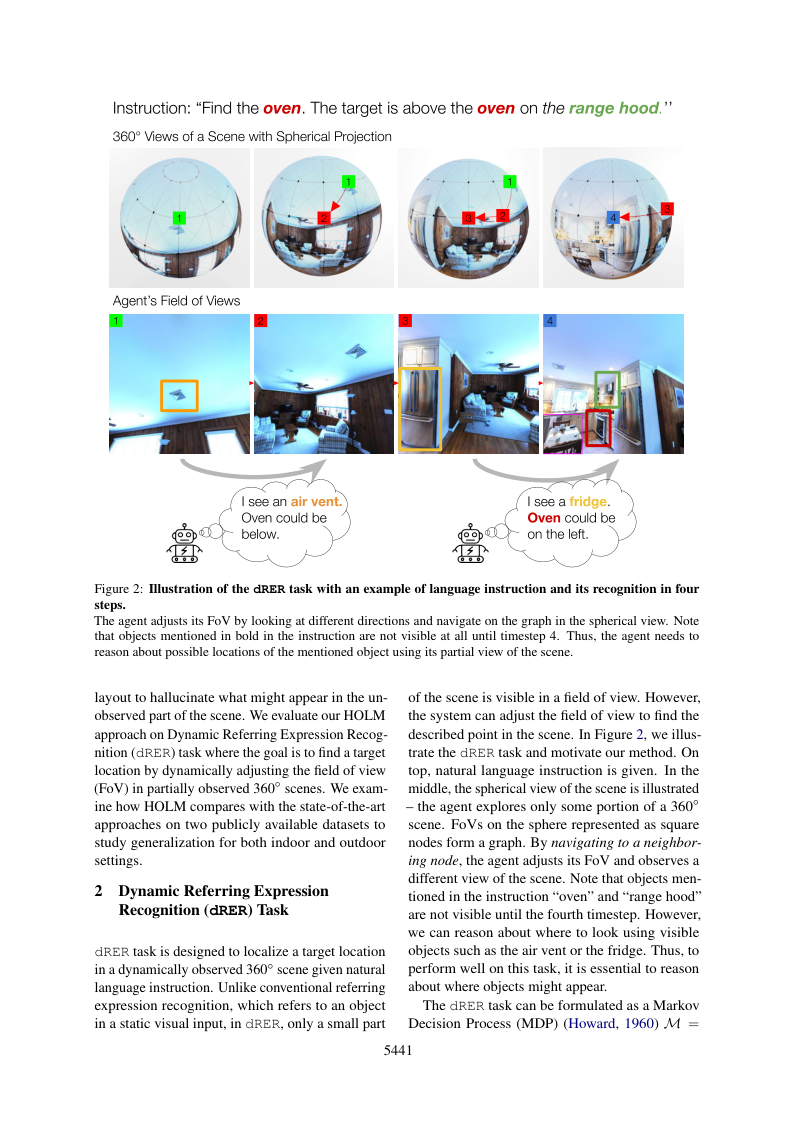 Instruction: “Find the oven. The target is above the oven on the range hood.’’
360° Views of a Scene with Spherical Projection
1
1
2
1
3
2
4
3
Agent’s Field of Views
1
2
3
4
I see an air vent.
Oven could be
below.
I see a fridge.
Oven could be
on the left.
Figure 2: Illustration of the dRER task with an example of language instruction and its recognition in four
steps.
The agent adjusts its FoV by looking at different directions and navigate on the graph in the spherical view. Note
that objects mentioned in bold in the instruction are not visible at all until timestep 4. Thus, the agent needs to
reason about possible locations of the mentioned object using its partial view of the scene.
layout to hallucinate what might appear in the un-
observed part of the scene. We evaluate our HOLM
approach on Dynamic Referring Expression Recog-
nition (dRER) task where the goal is to find a target
location by dynamically adjusting the field of view
(FoV) in partially observed 360° scenes. We exam-
ine how HOLM compares with the state-of-the-art
approaches on two publicly available datasets to
study generalization for both indoor and outdoor
settings.
2 Dynamic Referring Expression
Recognition (dRER) Task
dRER task is designed to localize a target location
in a dynamically observed 360° scene given natural
language instruction. Unlike conventional referring
expression recognition, which refers to an object
in a static visual input, in dRER, only a small part
of the scene is visible in a field of view. However,
the system can adjust the field of view to find the
described point in the scene. In Figure 2, we illus-
trate the dRER task and motivate our method. On
top, natural language instruction is given. In the
middle, the spherical view of the scene is illustrated
– the agent explores only some portion of a 360°
scene. FoVs on the sphere represented as square
nodes form a graph. By navigating to a neighbor-
ing node, the agent adjusts its FoV and observes a
different view of the scene. Note that objects men-
tioned in the instruction “oven” and “range hood”
are not visible until the fourth timestep. However,
we can reason about where to look using visible
objects such as the air vent or the fridge. Thus, to
perform well on this task, it is essential to reason
about where objects might appear.
The dRER task can be formulated as a Markov
Decision Process (MDP) (Howard, 1960) ℳ =
5441